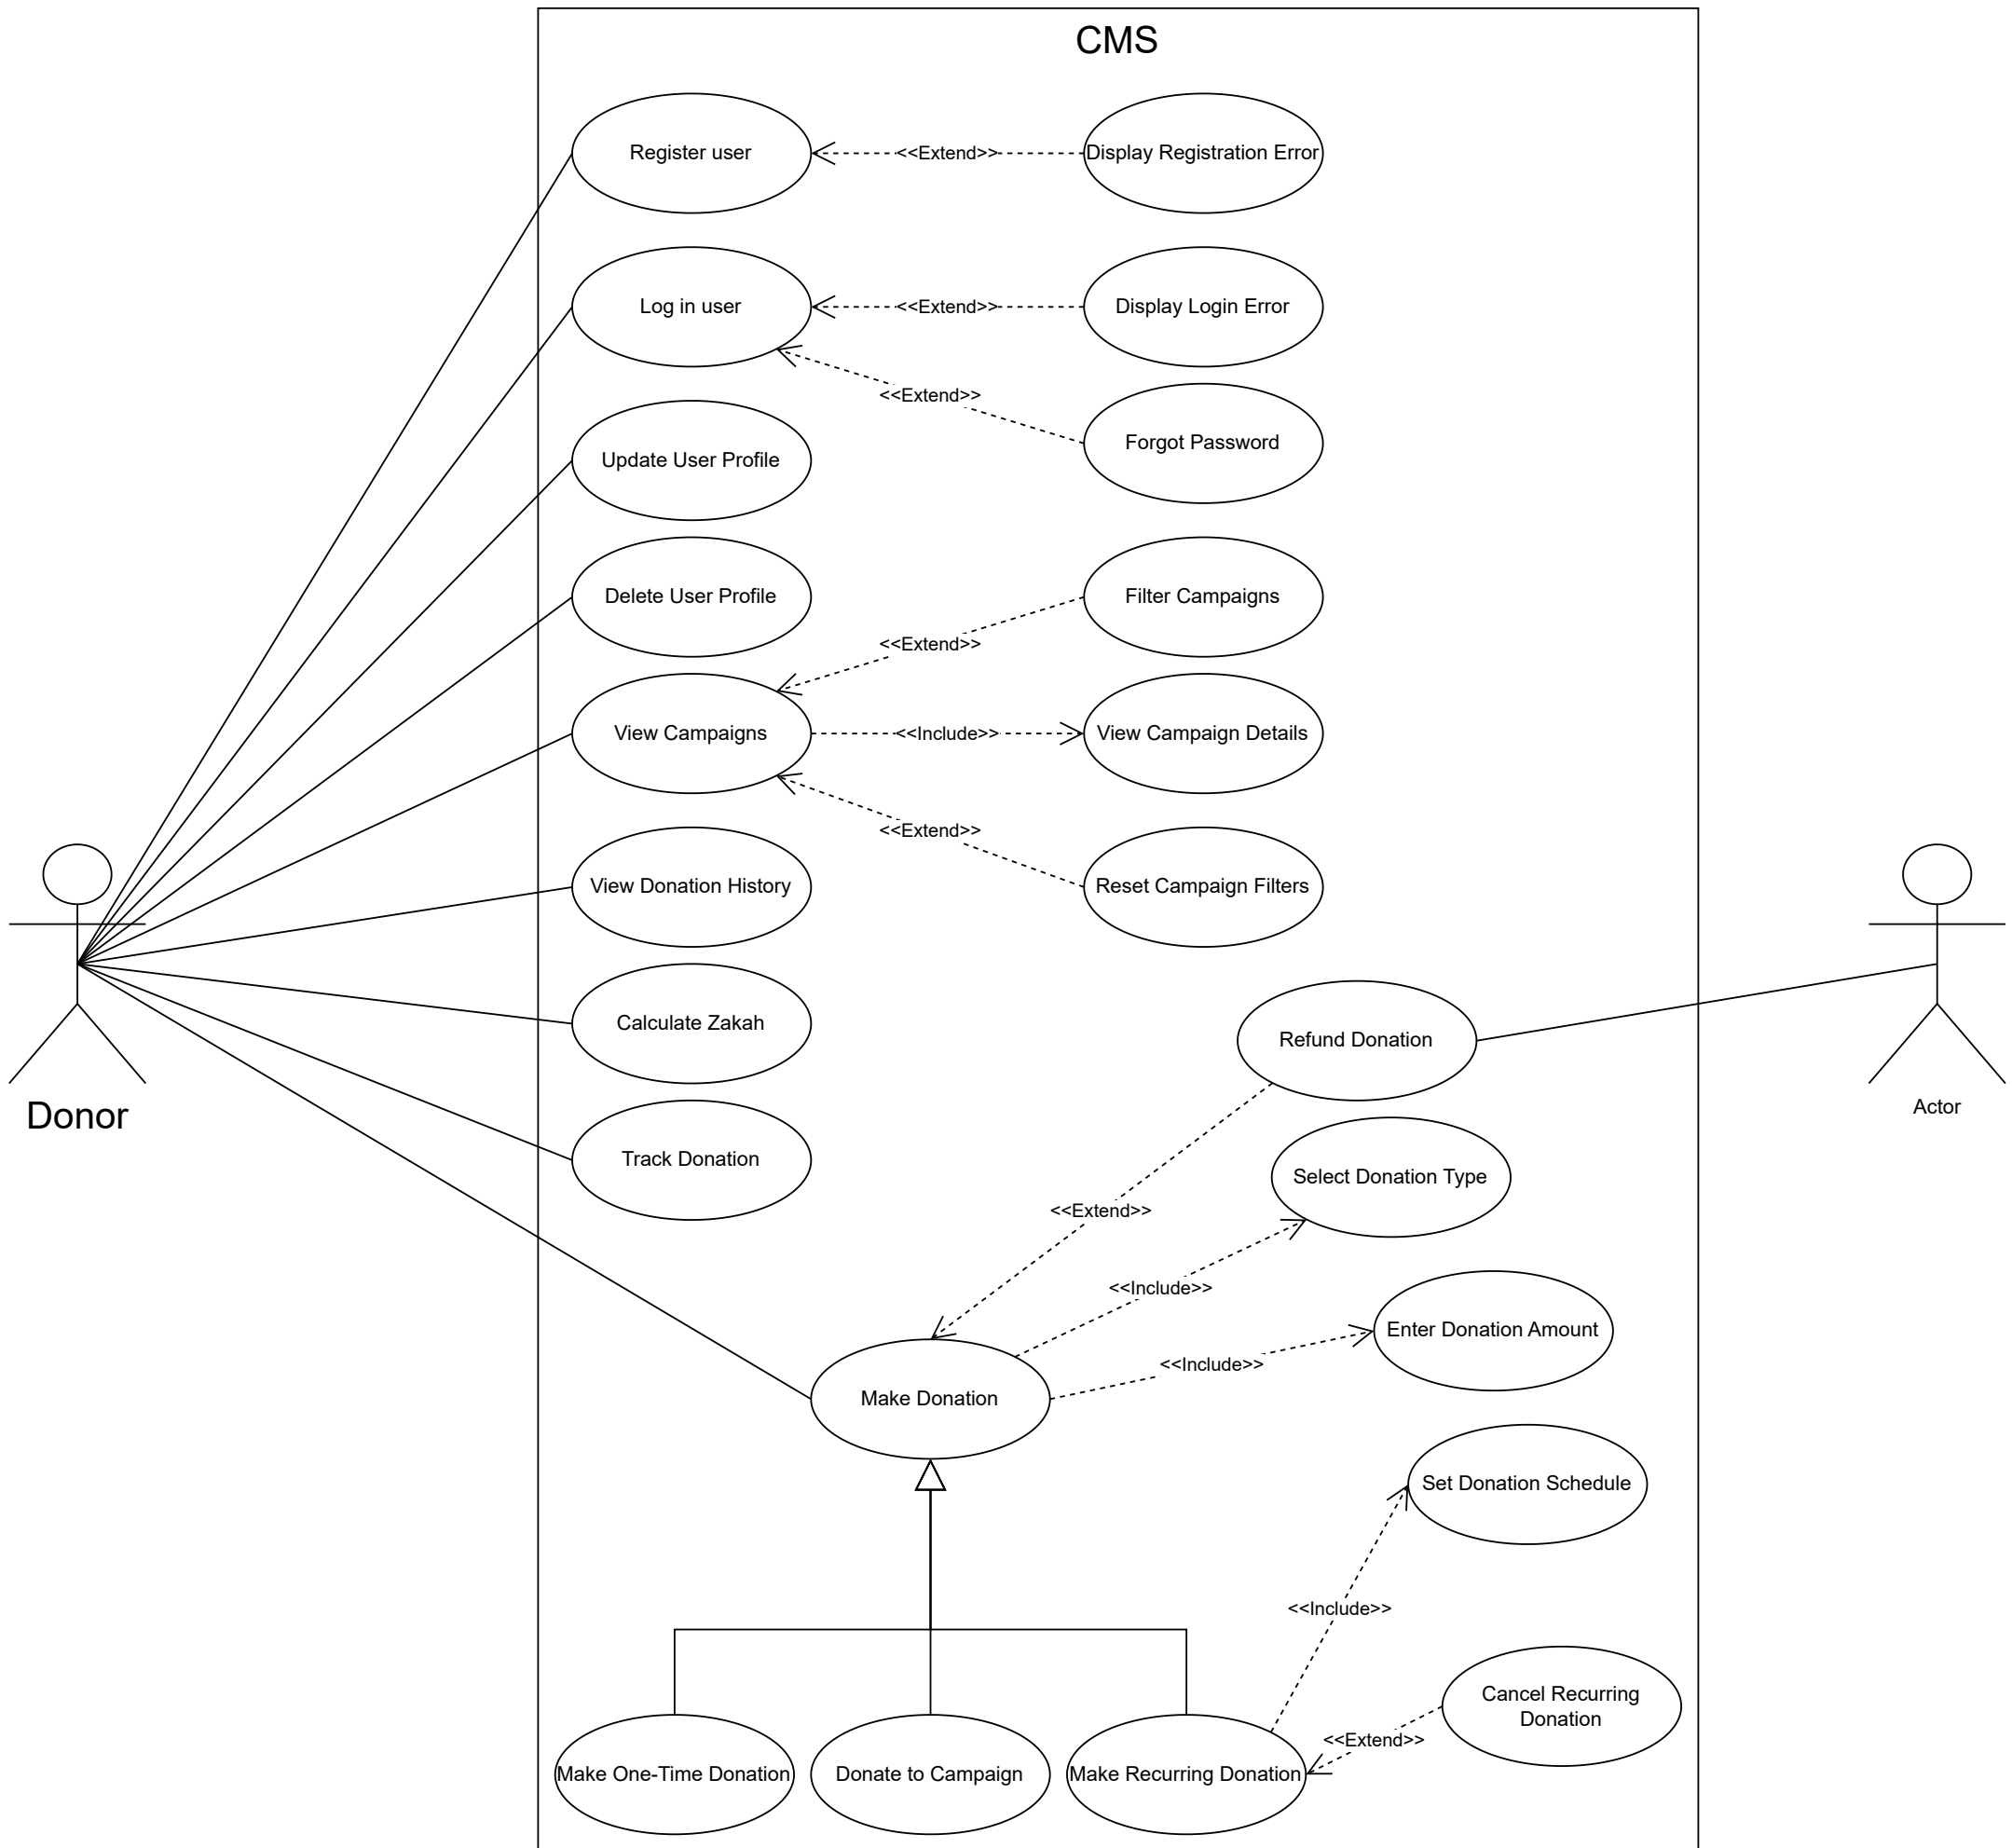 CMS
Register user
<<Extend>>
Display Registration Error
Log in user
<<Extend>>
Display Login Error
<<Extend>>
Forgot Password
Update User Profile
Delete User Profile
Filter Campaigns
<<Extend>>
View Campaigns
<<Include>>
View Campaign Details
<<Extend>>
View Donation History
Reset Campaign Filters
Calculate Zakah
Refund Donation
Donor
Actor
Track Donation
Select Donation Type
<<Extend>>
<<Include>>
Enter Donation Amount
<<Include>>
Make Donation
Set Donation Schedule
<<Include>>
Cancel Recurring
Donation
<<Extend>>
Make One-Time Donation
Donate to Campaign
Make Recurring Donation